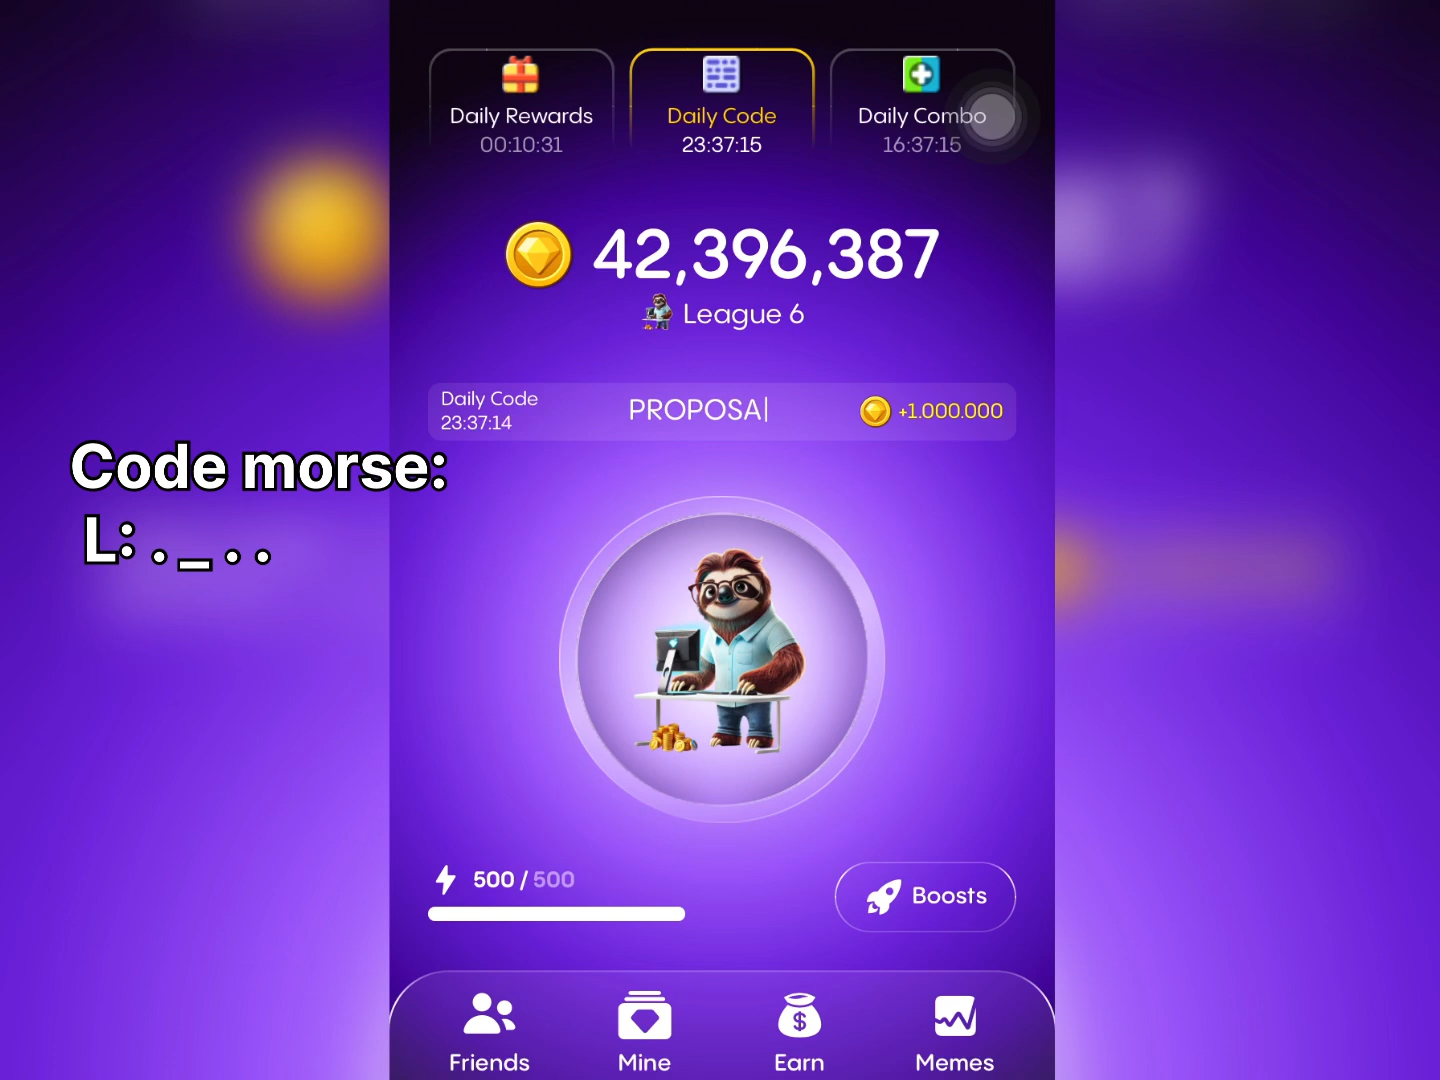 Daily Rewards
00:10:31
Daily Code
23:37:15
Daily Combo
16:37:15
42,396,387
League 6
Daily Code
23:37:14
PROPOSA
+1.000.000
Code morse:
L: . _ . .
500 / 500
Boosts
Friends
Mine
Earn
Memes